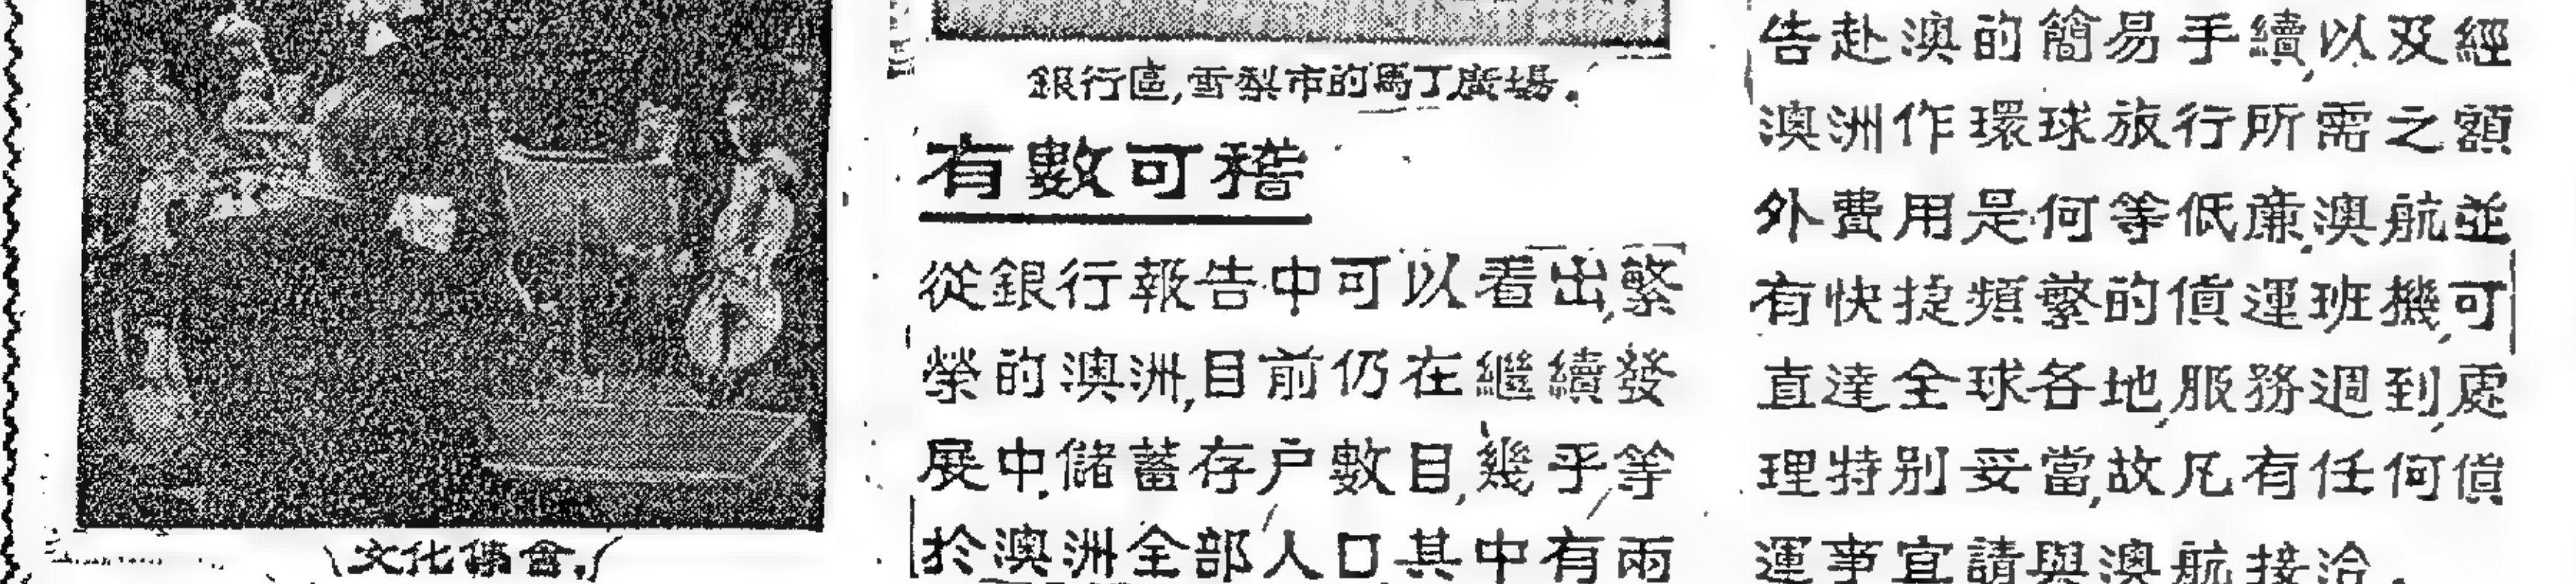 文化傳會.
銀行區,雪梨市的馬丁廣場.
有數可稽
從銀行報告中可以看出,繁
榮的澳洲,目前仍在繼續發
展中.儲蓄存户數目,幾乎等
於澳洲全部人口.其中有兩
告赴澳的簡易手續,以及經
澳洲作環球旅行所需之額
外費用是何等低廉.澳航並
有快捷頻繁的貨運班機,可
直達全球各地,服務週到,處
理特别妥當,故凡有任何貨
運事宜請與澳航接洽.